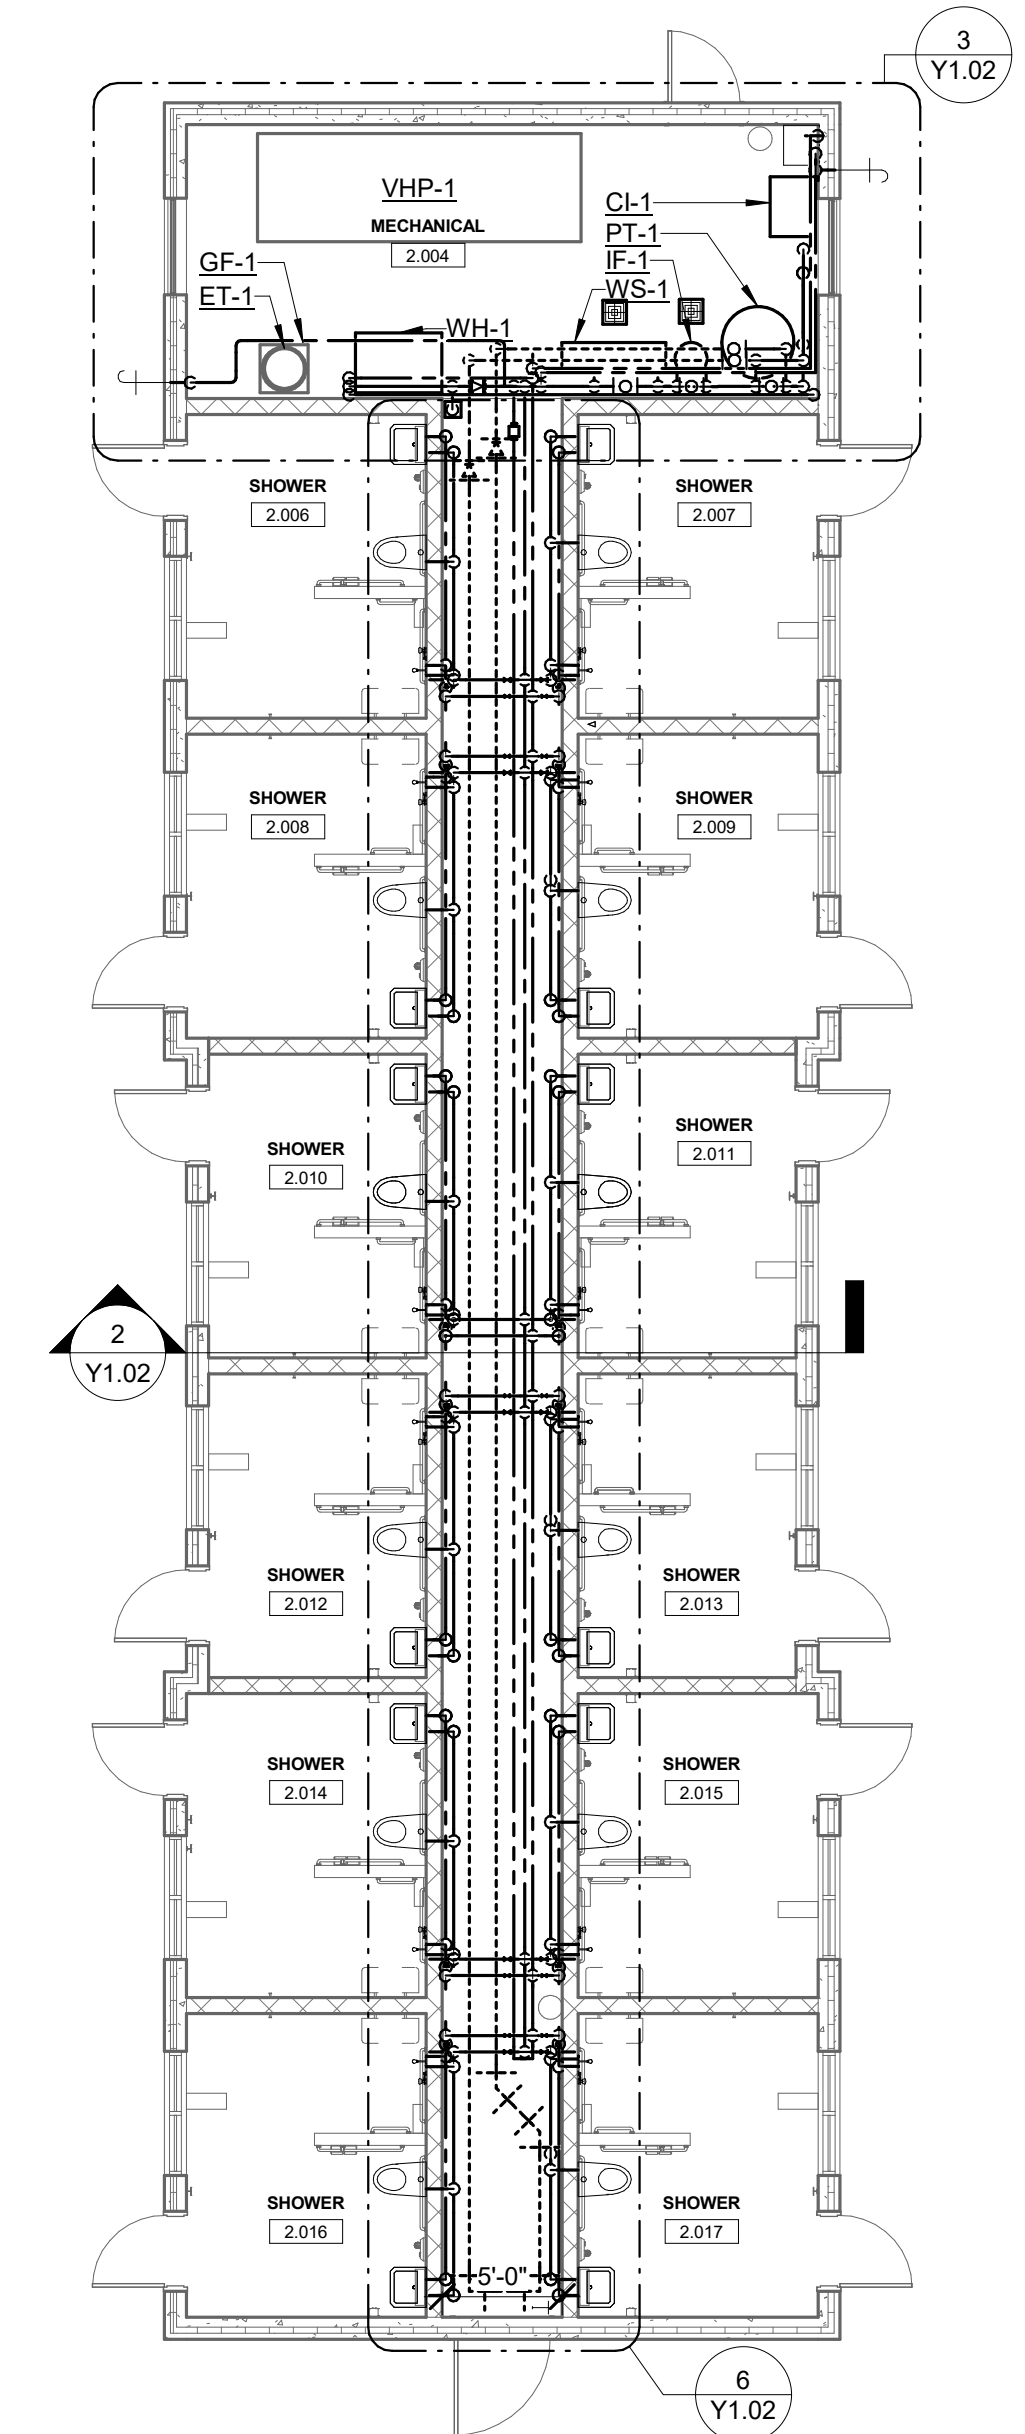 3
Y1.02
VHP-1
MECHANICAL
2.004
CI-1
PT-1
IF-1
WS-1
GF-1
ET-1
WH-1
SHOWER
2.006
SHOWER
2.007
SHOWER
2.008
SHOWER
2.009
SHOWER
2.010
SHOWER
2.011
2
Y1.02
SHOWER
2.012
SHOWER
2.013
SHOWER
2.014
SHOWER
2.015
SHOWER
2.016
SHOWER
2.017
5'-0"
6
Y1.02